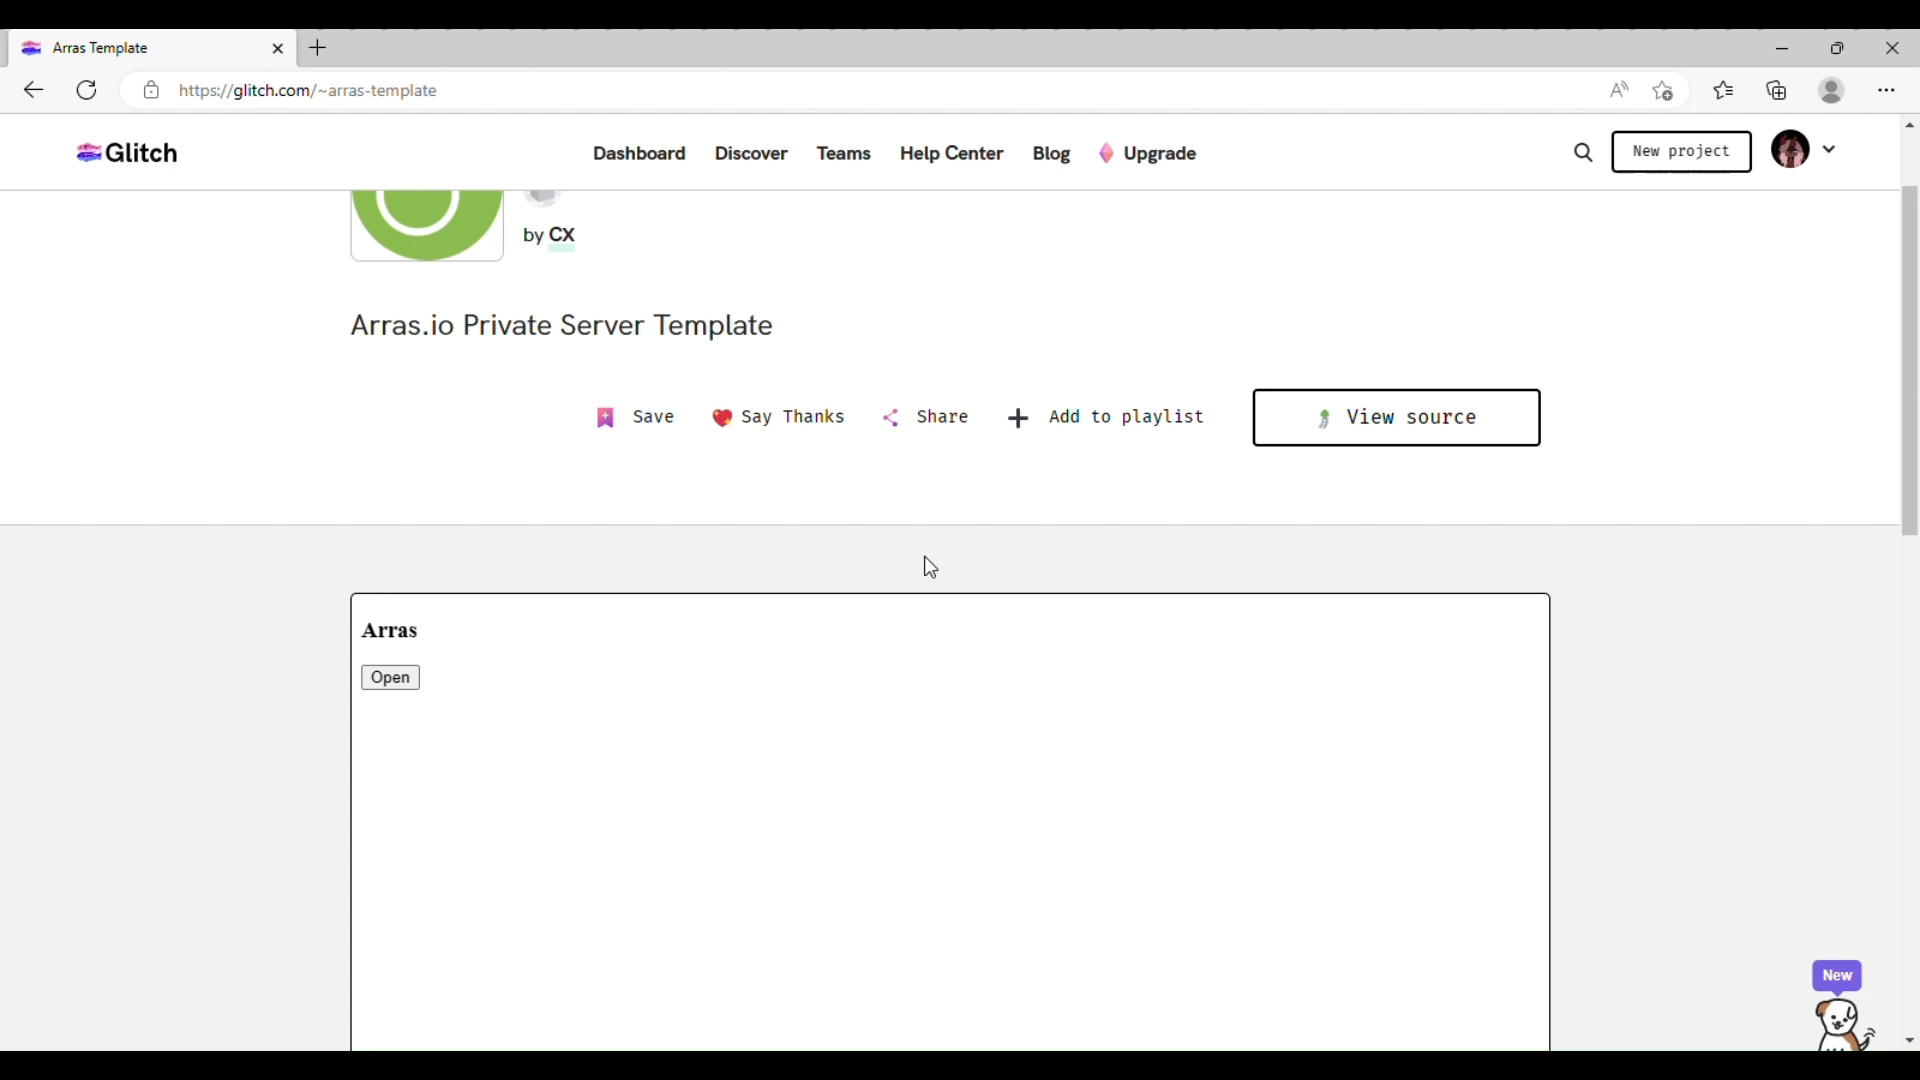 Arras Template
https://glitch.com/~arras-template
Glitch
Dashboard Discover Teams Help Center Blog Upgrade
New project
by CX
Arras.io Private Server Template
Save Say Thanks Share Add to playlist View source
Arras
Open
New